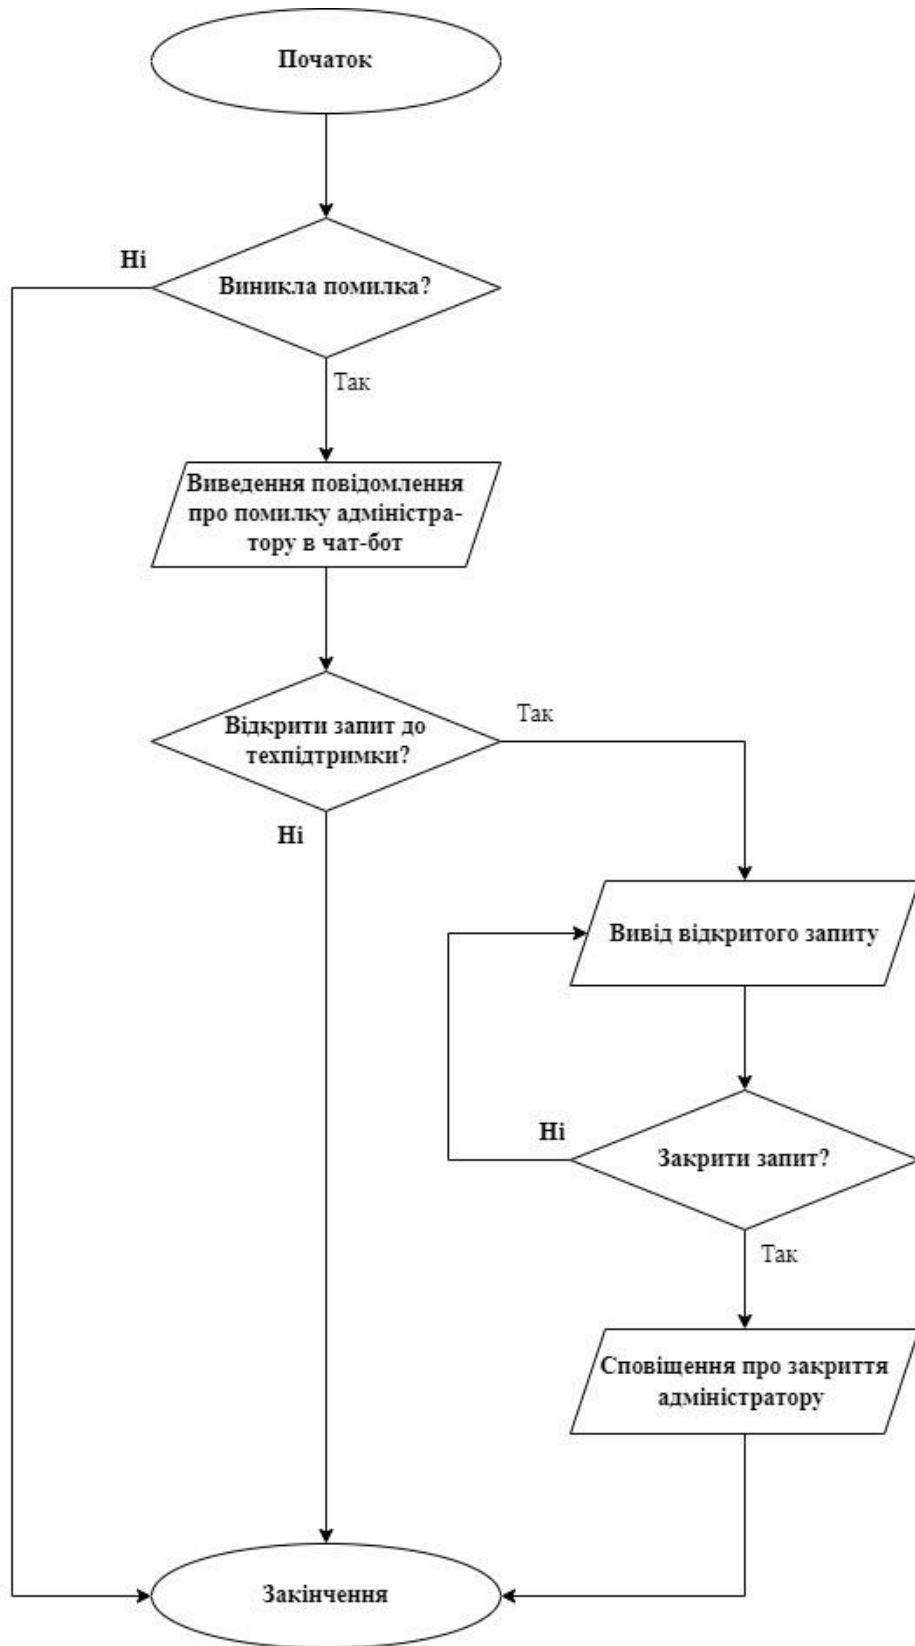 Початок
Ні
Виникла помилка?
Так
Виведення повідомлення
про помилку адміністра-
тору в чат-бот
Відкрити запит до
техпідтримки?
Так
Ні
Вивід відкритого запиту
Ні
Закрити запит?
Так
Сповіщення про закриття
адміністратору
Закінчення